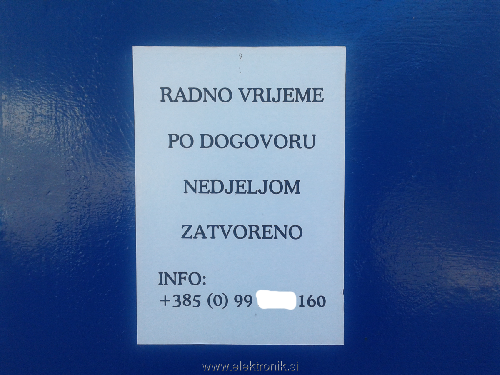 RADNO VRIJEME
PO DOGOVORU
NEDJELJOM
ZATVORENO
INFO:
+385 (0) 99 160
www.elektronik.si